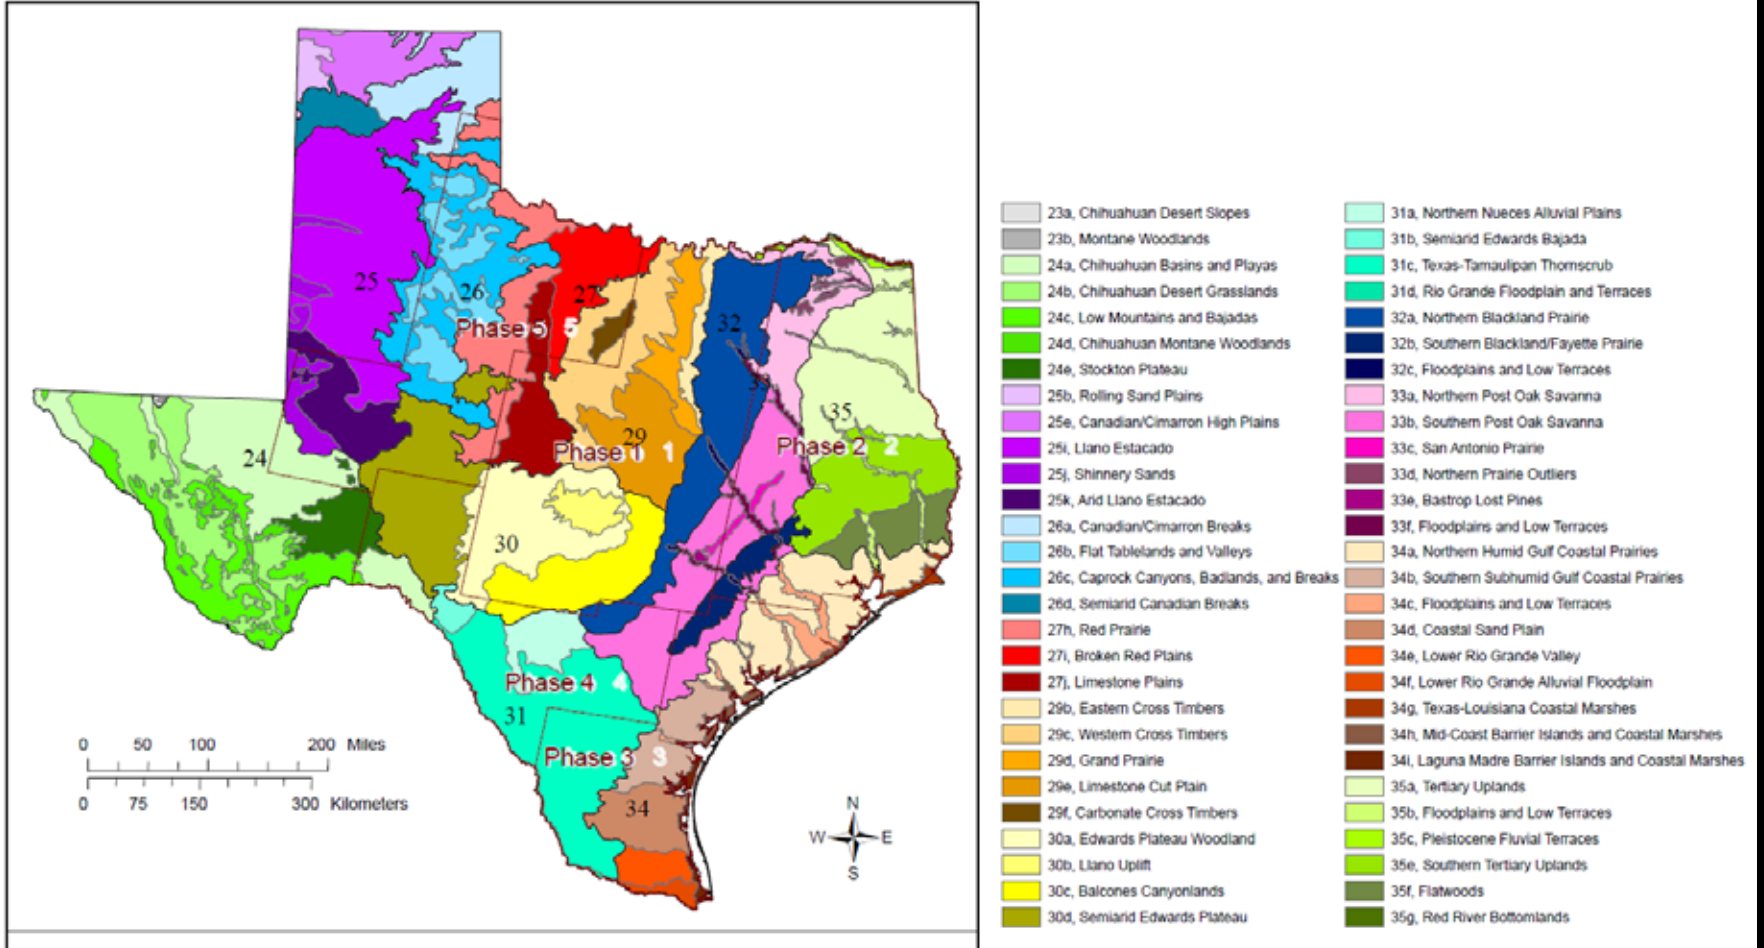 25
26
27
Phase 5 5
32
33
35
Phase 2 2
29
Phase 1 1
24
30
Phase 4 4
31
Phase 3 3
34
0 50 100 200 Miles
0 75 150 300 Kilometers
N
W E
S
23a, Chihuahuan Desert Slopes
23b, Montane Woodlands
24a, Chihuahuan Basins and Playas
24b, Chihuahuan Desert Grasslands
24c, Low Mountains and Bajadas
24d, Chihuahuan Montane Woodlands
24e, Stockton Plateau
25b, Rolling Sand Plains
25e, Canadian/Cimarron High Plains
25i, Llano Estacado
25j, Shinnery Sands
25k, Arid Llano Estacado
26a, Canadian/Cimarron Breaks
26b, Flat Tablelands and Valleys
26c, Caprock Canyons, Badlands, and Breaks
26d, Semiarid Canadian Breaks
27h, Red Prairie
27i, Broken Red Plains
27j, Limestone Plains
29b, Eastern Cross Timbers
29c, Western Cross Timbers
29d, Grand Prairie
29e, Limestone Cut Plain
29f, Carbonate Cross Timbers
30a, Edwards Plateau Woodland
30b, Llano Uplift
30c, Balcones Canyonlands
30d, Semiarid Edwards Plateau
31a, Northern Nueces Alluvial Plains
31b, Semiarid Edwards Bajada
31c, Texas-Tamaulipan Thornscrub
31d, Rio Grande Floodplain and Terraces
32a, Northern Blackland Prairie
32b, Southern Blackland/Fayette Prairie
32c, Floodplains and Low Terraces
33a, Northern Post Oak Savanna
33b, Southern Post Oak Savanna
33c, San Antonio Prairie
33d, Northern Prairie Outliers
33e, Bastrop Lost Pines
33f, Floodplains and Low Terraces
34a, Northern Humid Gulf Coastal Prairies
34b, Southern Subhumid Gulf Coastal Prairies
34c, Floodplains and Low Terraces
34d, Coastal Sand Plain
34e, Lower Rio Grande Valley
34f, Lower Rio Grande Alluvial Floodplain
34g, Texas-Louisiana Coastal Marshes
34h, Mid-Coast Barrier Islands and Coastal Marshes
34i, Laguna Madre Barrier Islands and Coastal Marshes
35a, Tertiary Uplands
35b, Floodplains and Low Terraces
35c, Pleistocene Fluvial Terraces
35e, Southern Tertiary Uplands
35f, Flatwoods
35g, Red River Bottomlands